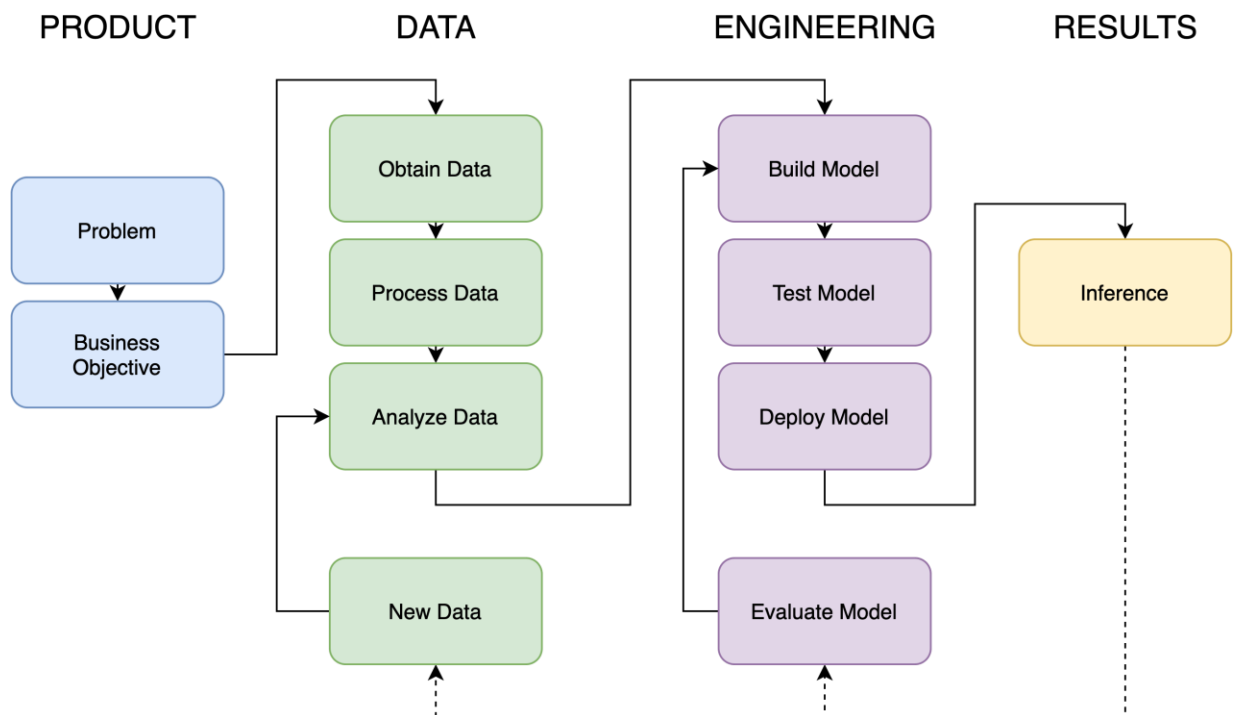 PRODUCT
DATA
ENGINEERING
RESULTS
Problem
Business
Objective
Obtain Data
Process Data
Analyze Data
New Data
Build Model
Test Model
Deploy Model
Evaluate Model
Inference